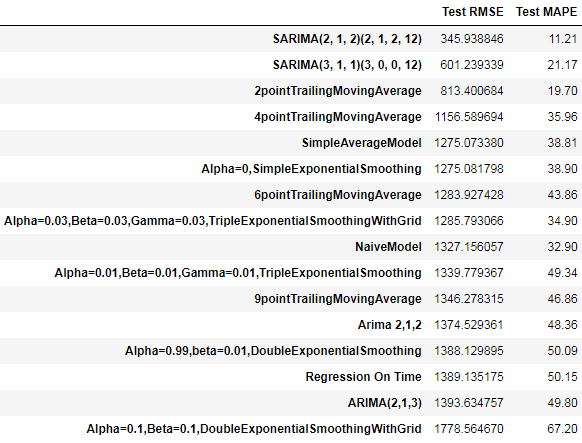 Test RMSE Test MAPE
SARIMA(2, 1, 2)(2, 1, 2, 12) 345.938846 11.21
SARIMA(3, 1, 1)(3, 0, 0, 12) 601.239339 21.17
2pointTrailingMovingAverage 813.400684 19.70
4pointTrailingMovingAverage 1156.589694 35.96
SimpleAverageModel 1275.073380 38.81
Alpha=0,SimpleExponentialSmoothing 1275.081798 38.90
6pointTrailingMovingAverage 1283.927428 43.86
Alpha=0.03,Beta=0.03,Gamma=0.03,TripleExponentialSmoothingWithGrid 1285.793066 34.90
NaiveModel 1327.156057 32.90
Alpha=0.01,Beta=0.01,Gamma=0.01,TripleExponentialSmoothing 1339.779367 49.34
9pointTrailingMovingAverage 1346.278315 46.86
Arima 2,1,2 1374.529361 48.36
Alpha=0.99,beta=0.01,DoubleExponentialSmoothing 1388.129895 50.09
Regression On Time 1389.135175 50.15
ARIMA(2,1,3) 1393.634757 49.80
Alpha=0.1,Beta=0.1,DoubleExponentialSmoothingWithGrid 1778.564670 67.20